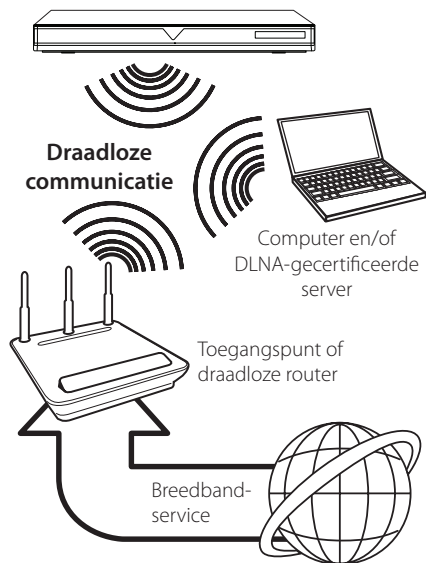 Draadloze
communicatie
Computer en/of
DLNA-gecertificeerde
server
Toegangspunt of
draadloze router
Breedband-
service